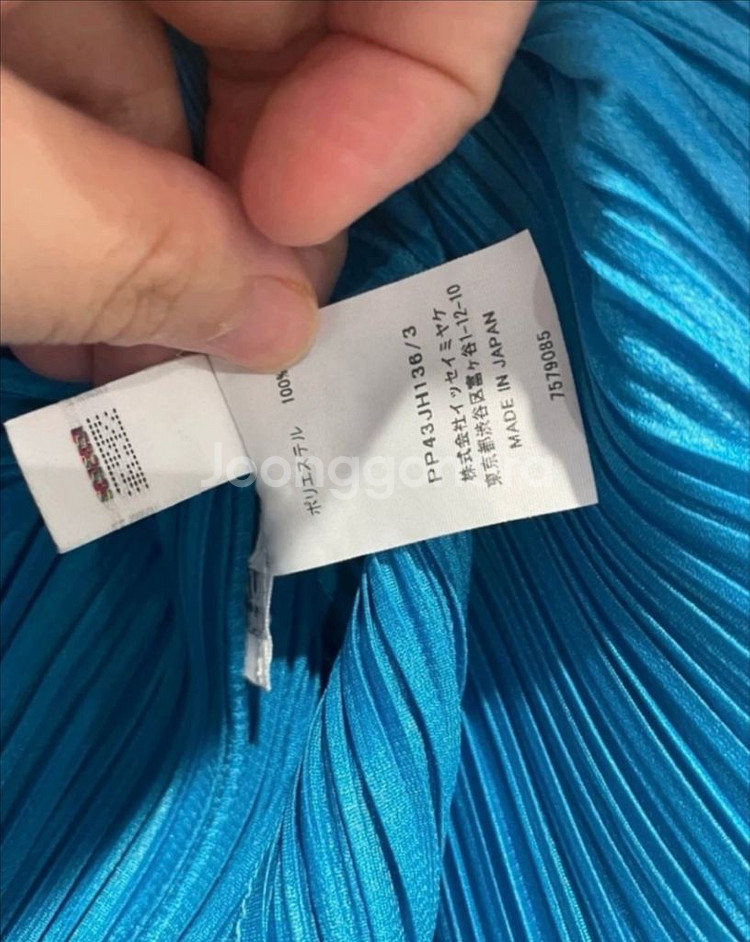 ポリエステル 100%
PP43JH136/3
株式会社イッセイミヤケ
東京都渋谷区富ヶ谷1-12-10
MADE IN JAPAN
7579085
Joonggonara